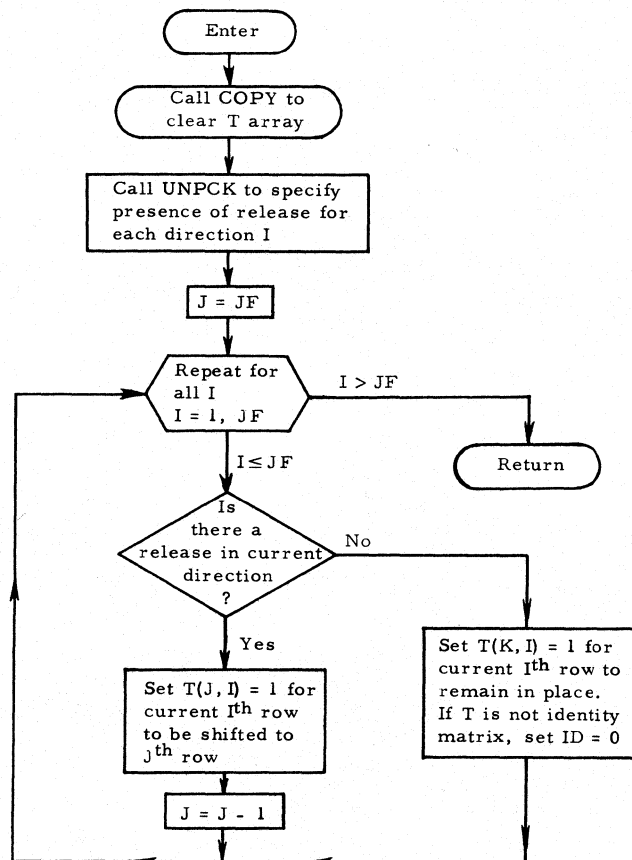 Enter
Call COPY to
clear T array
Call UNPCK to specify
presence of release for
each direction I
J = JF
Repeat for
all I
I = 1, JF
I > JF
Return
I ≤ JF
Is
there a
release in current
direction
?
No
Yes
Set T(J, I) = 1 for
current Ith row
to be shifted to
Jth row
Set T(K, I) = 1 for
current Ith row to
remain in place.
If T is not identity
matrix, set ID = 0
J = J - 1